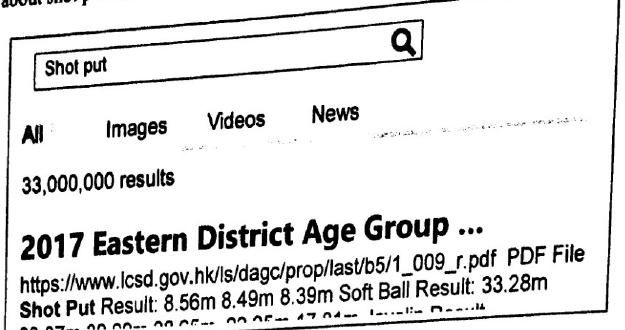 about
Shot put
All Images Videos News
33,000,000 results
2017 Eastern District Age Group ...
https://www.lcsd.gov.hk/ls/dagc/prop/last/b5/1_009_r.pdf PDF File
Shot Put Result: 8.56m 8.49m 8.39m Soft Ball Result: 33.28m